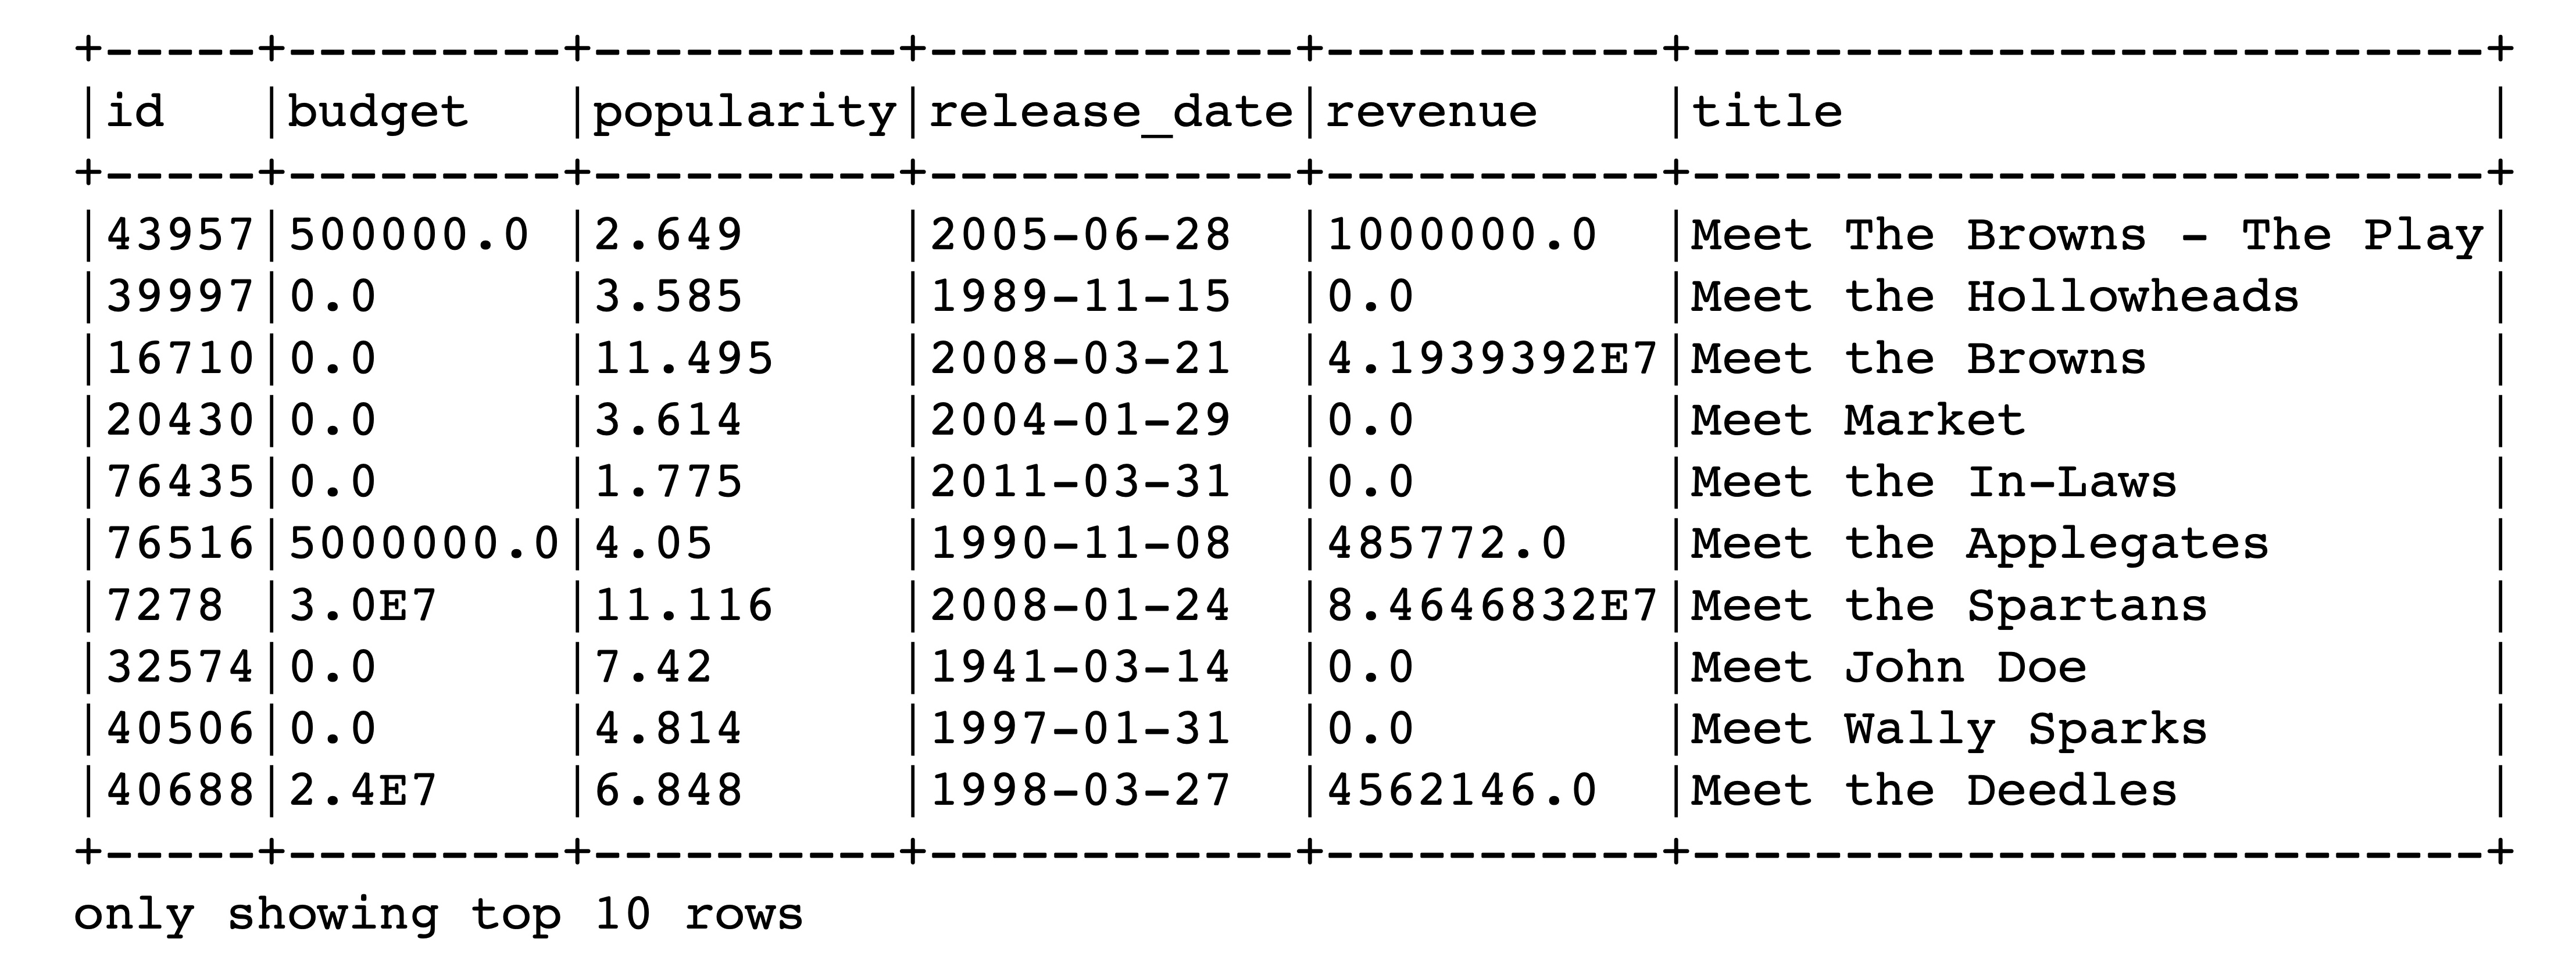 +-----+---------+----------+------------+-----------+--------------------------+
|id   |budget   |popularity|release_date|revenue    |title                     |
+-----+---------+----------+------------+-----------+--------------------------+
|43957|500000.0 |2.649     |2005-06-28  |1000000.0  |Meet The Browns - The Play|
|39997|0.0      |3.585     |1989-11-15  |0.0        |Meet the Hollowheads      |
|16710|0.0      |11.495    |2008-03-21  |4.1939392E7|Meet the Browns           |
|20430|0.0      |3.614     |2004-01-29  |0.0        |Meet Market               |
|76435|0.0      |1.775     |2011-03-31  |0.0        |Meet the In-Laws          |
|76516|5000000.0|4.05      |1990-11-08  |485772.0   |Meet the Applegates       |
|7278 |3.0E7    |11.116    |2008-01-24  |8.4646832E7|Meet the Spartans         |
|32574|0.0      |7.42      |1941-03-14  |0.0        |Meet John Doe             |
|40506|0.0      |4.814     |1997-01-31  |0.0        |Meet Wally Sparks         |
|40688|2.4E7    |6.848     |1998-03-27  |4562146.0  |Meet the Deedles          |
+-----+---------+----------+------------+-----------+--------------------------+
only showing top 10 rows